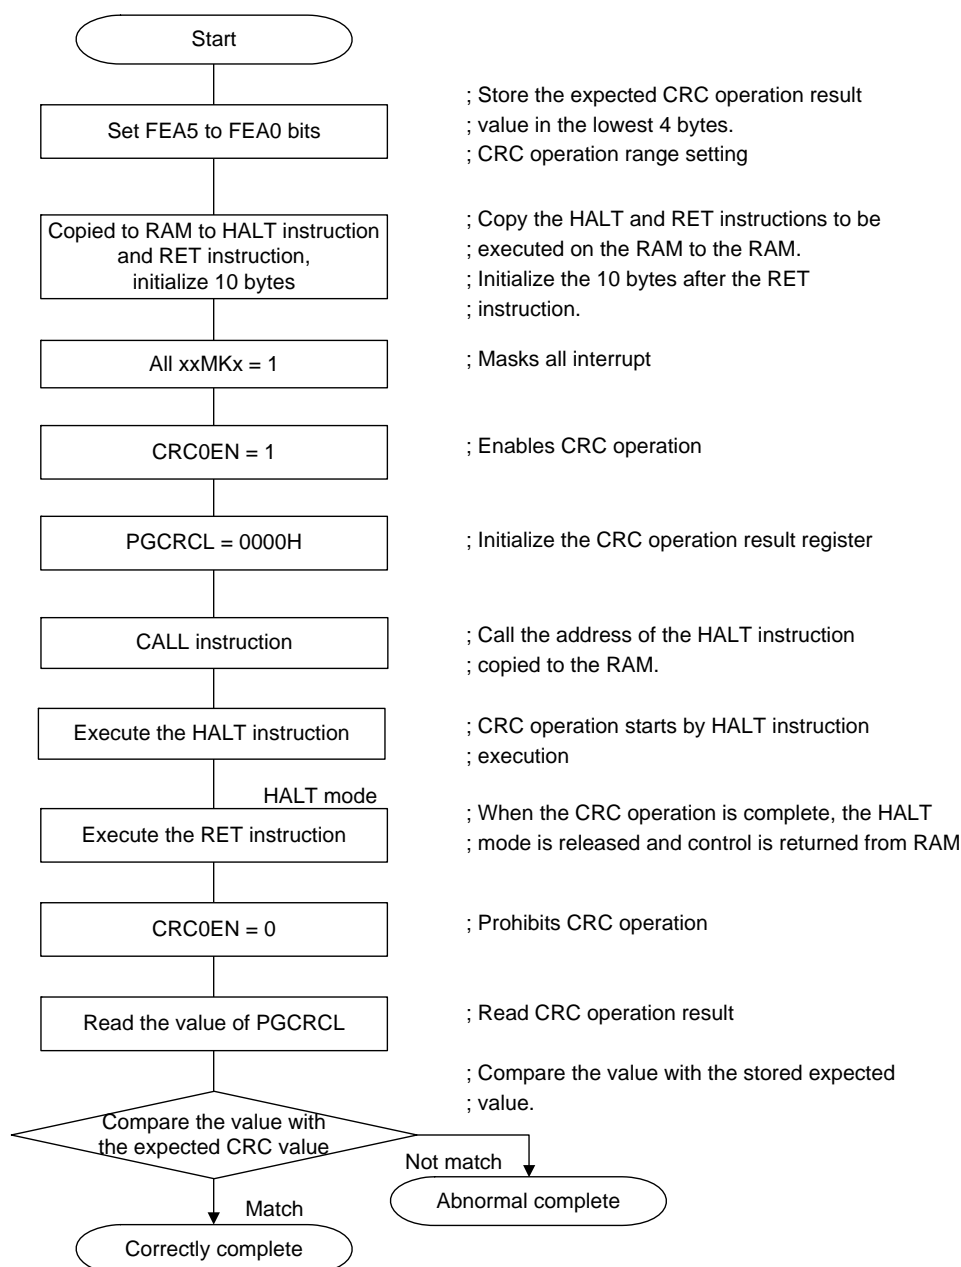 Start
; Store the expected CRC operation result
; value in the lowest 4 bytes.
; CRC operation range setting
Set FEA5 to FEA0 bits
Copied to RAM to HALT instruction
and RET instruction,
initialize 10 bytes
; Copy the HALT and RET instructions to be
; executed on the RAM to the RAM.
; Initialize the 10 bytes after the RET
; instruction.
All xxMKx = 1
; Masks all interrupt
CRC0EN = 1
; Enables CRC operation
PGCRCL = 0000H
; Initialize the CRC operation result register
CALL instruction
; Call the address of the HALT instruction
; copied to the RAM.
Execute the HALT instruction
; CRC operation starts by HALT instruction
; execution
HALT mode
Execute the RET instruction
; When the CRC operation is complete, the HALT
; mode is released and control is returned from RAM
CRC0EN = 0
; Prohibits CRC operation
Read the value of PGCRCL
; Read CRC operation result
; Compare the value with the stored expected
; value.
Compare the value with
the expected CRC value
Not match
Abnormal complete
Match
Correctly complete